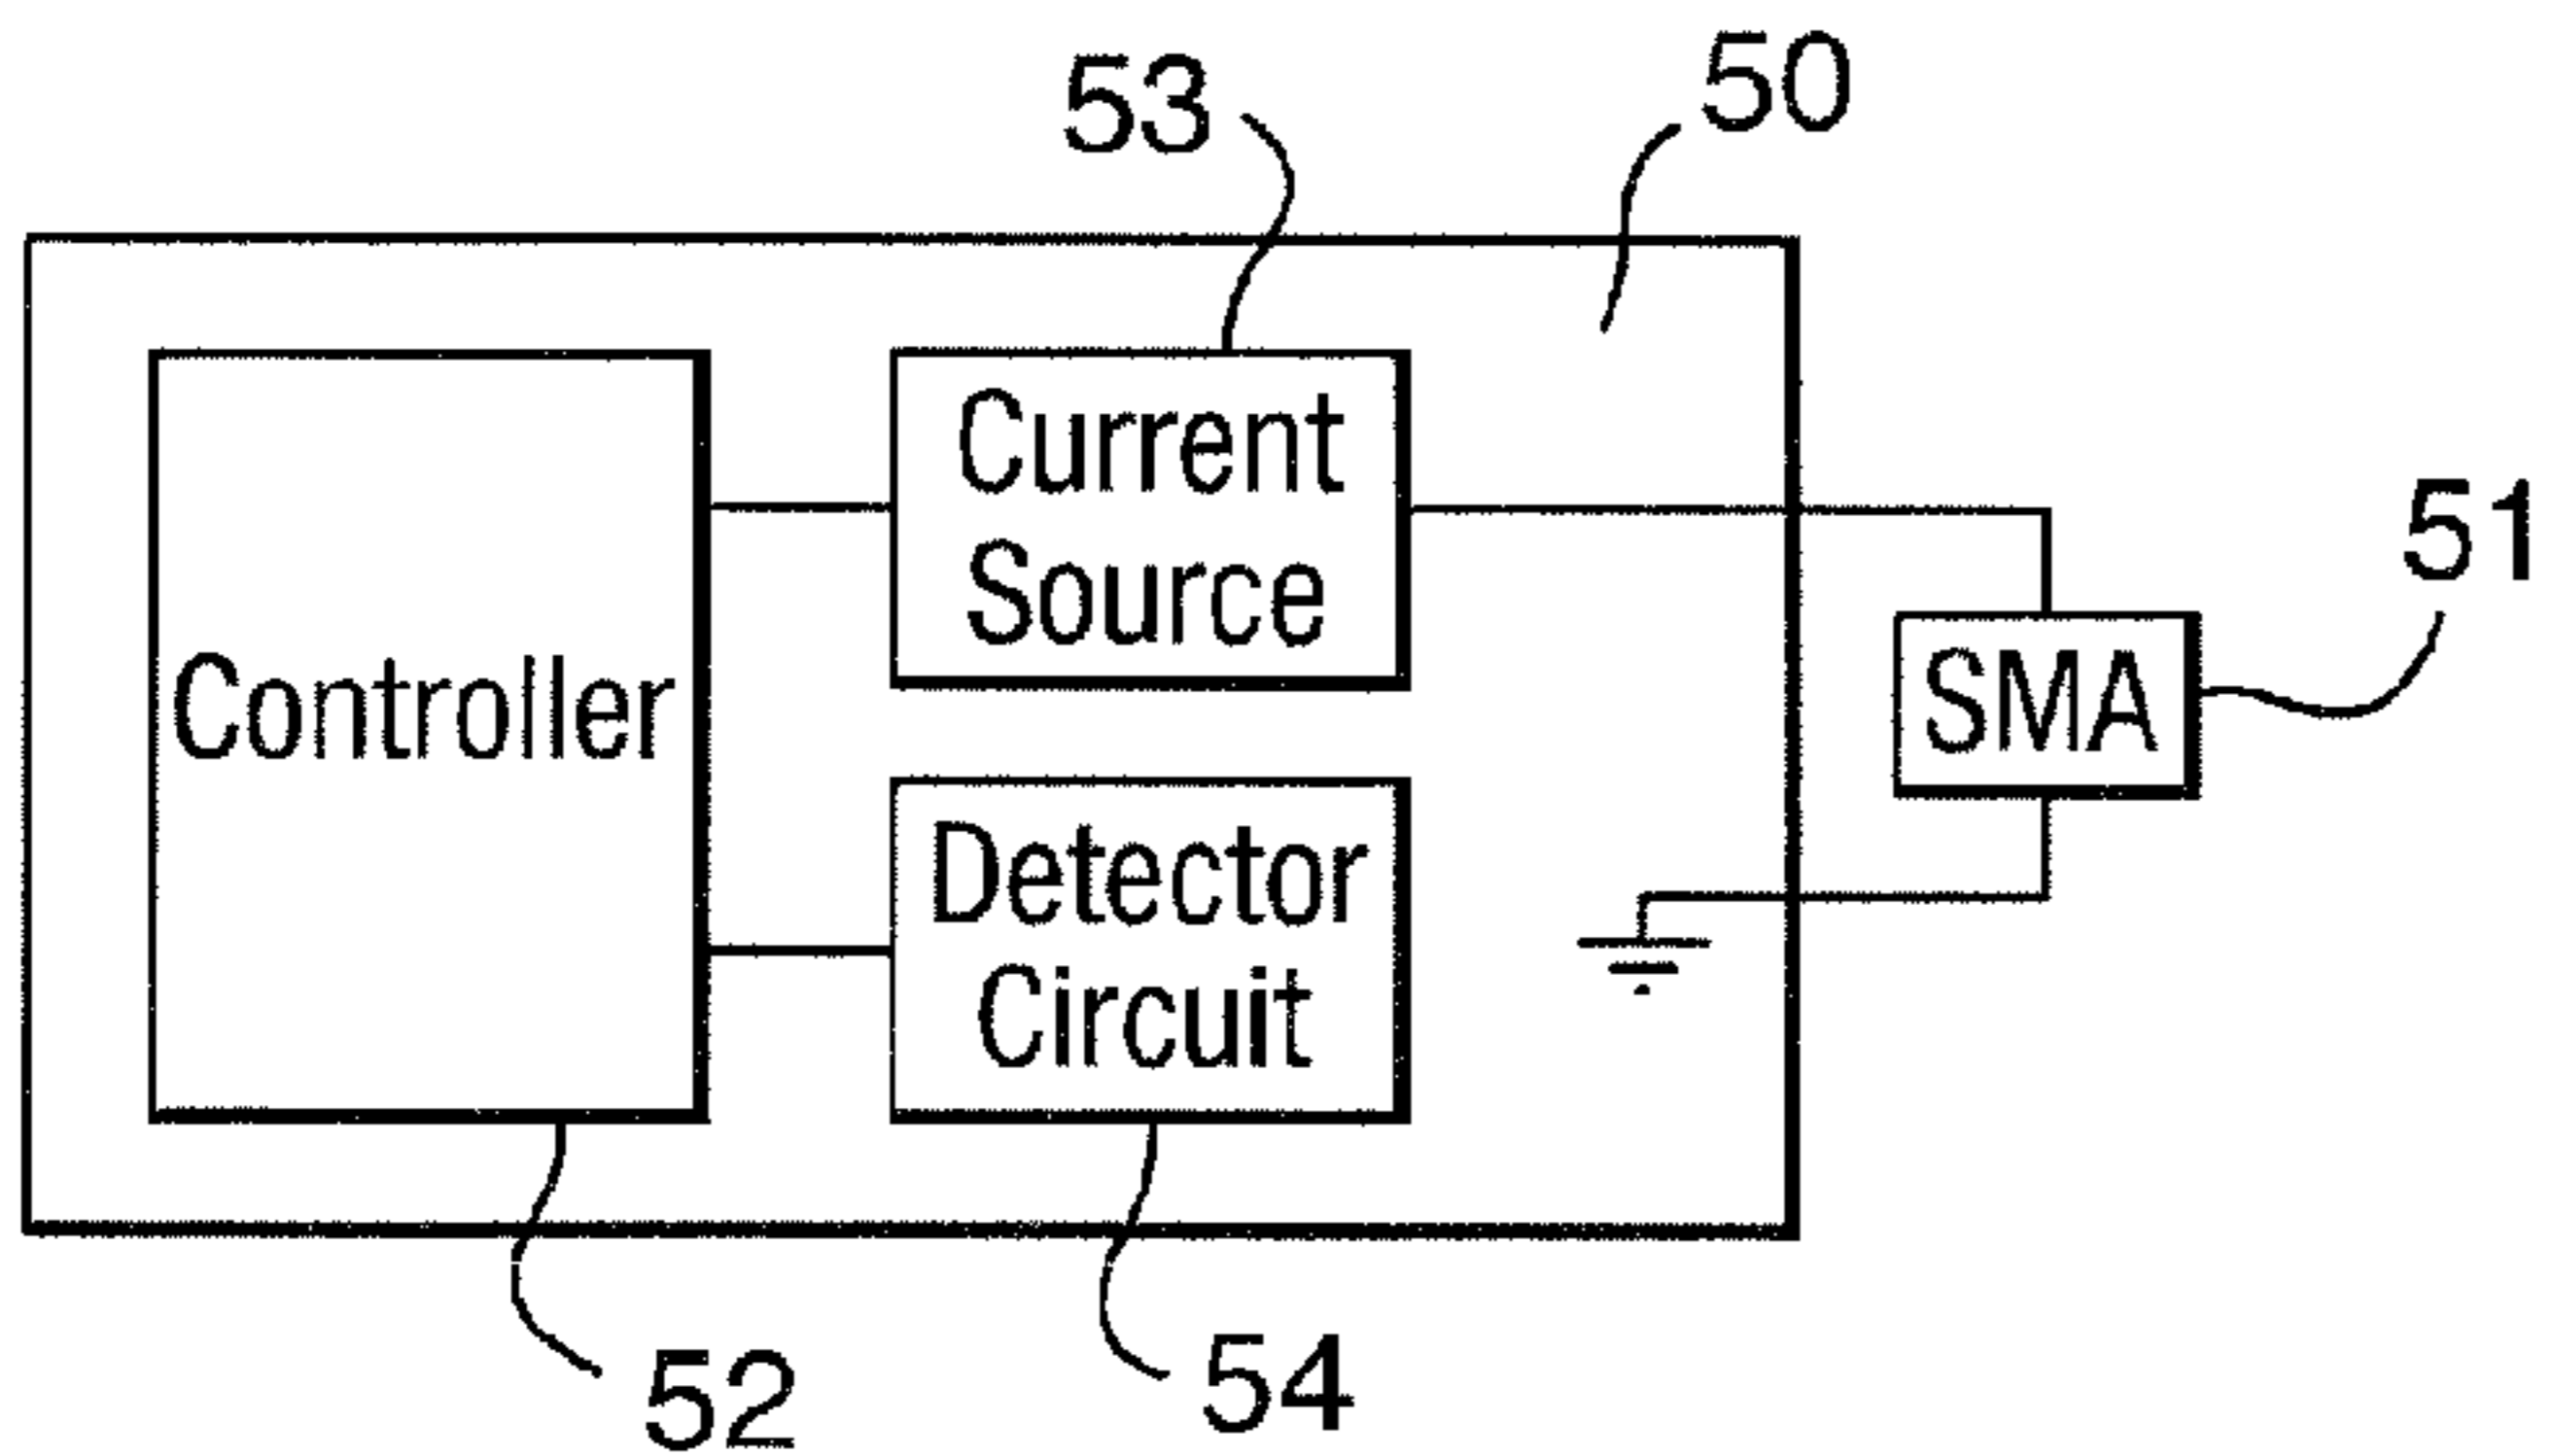 53
50
Current
Source
51
Controller
SMA
Detector
Circuit
52
54